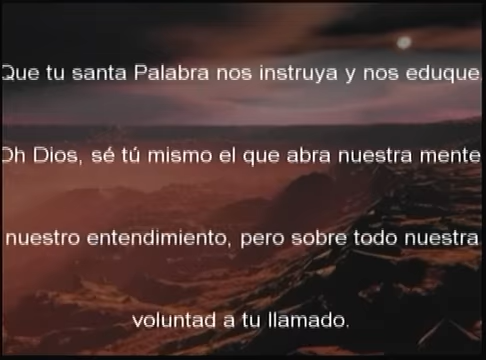 Que tu santa Palabra nos instruya y nos eduque
Oh Dios, sé tú mismo el que abra nuestra mente
nuestro entendimiento, pero sobre todo nuestra
voluntad a tu llamado.